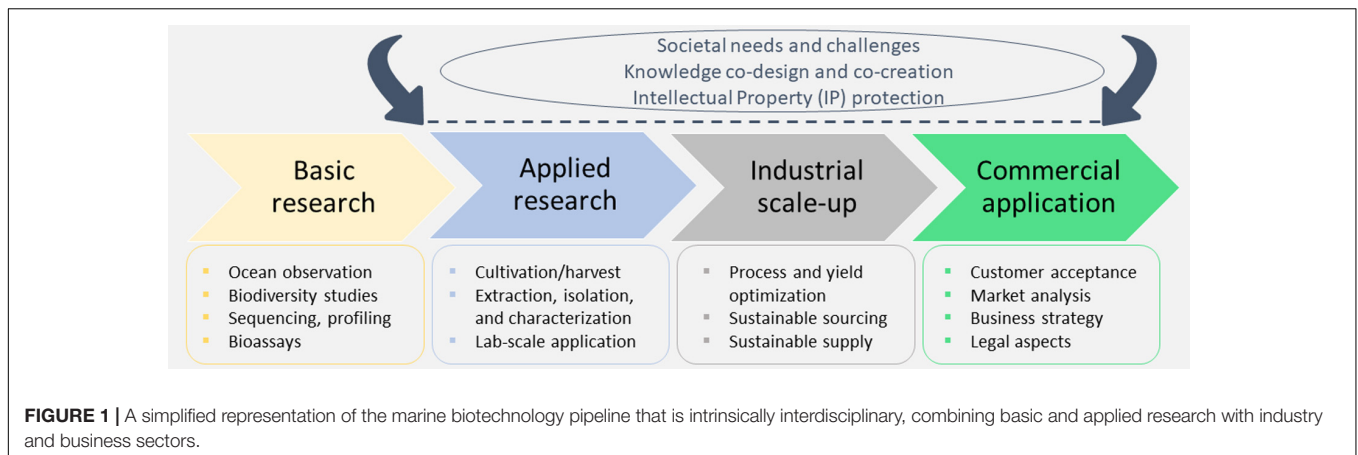 Societal needs and challenges
Knowledge co-design and co-creation
Intellectual Property (IP) protection
Basic
research
Applied
research
Industrial
scale-up
Commercial
application
▪ Ocean observation
▪ Biodiversity studies
▪ Sequencing, profiling
▪ Bioassays
▪ Cultivation/harvest
▪ Extraction, isolation,
and characterization
▪ Lab-scale application
▪ Process and yield
optimization
▪ Sustainable sourcing
▪ Sustainable supply
▪ Customer acceptance
▪ Market analysis
▪ Business strategy
▪ Legal aspects
FIGURE 1 | A simplified representation of the marine biotechnology pipeline that is intrinsically interdisciplinary, combining basic and applied research with industry
and business sectors.